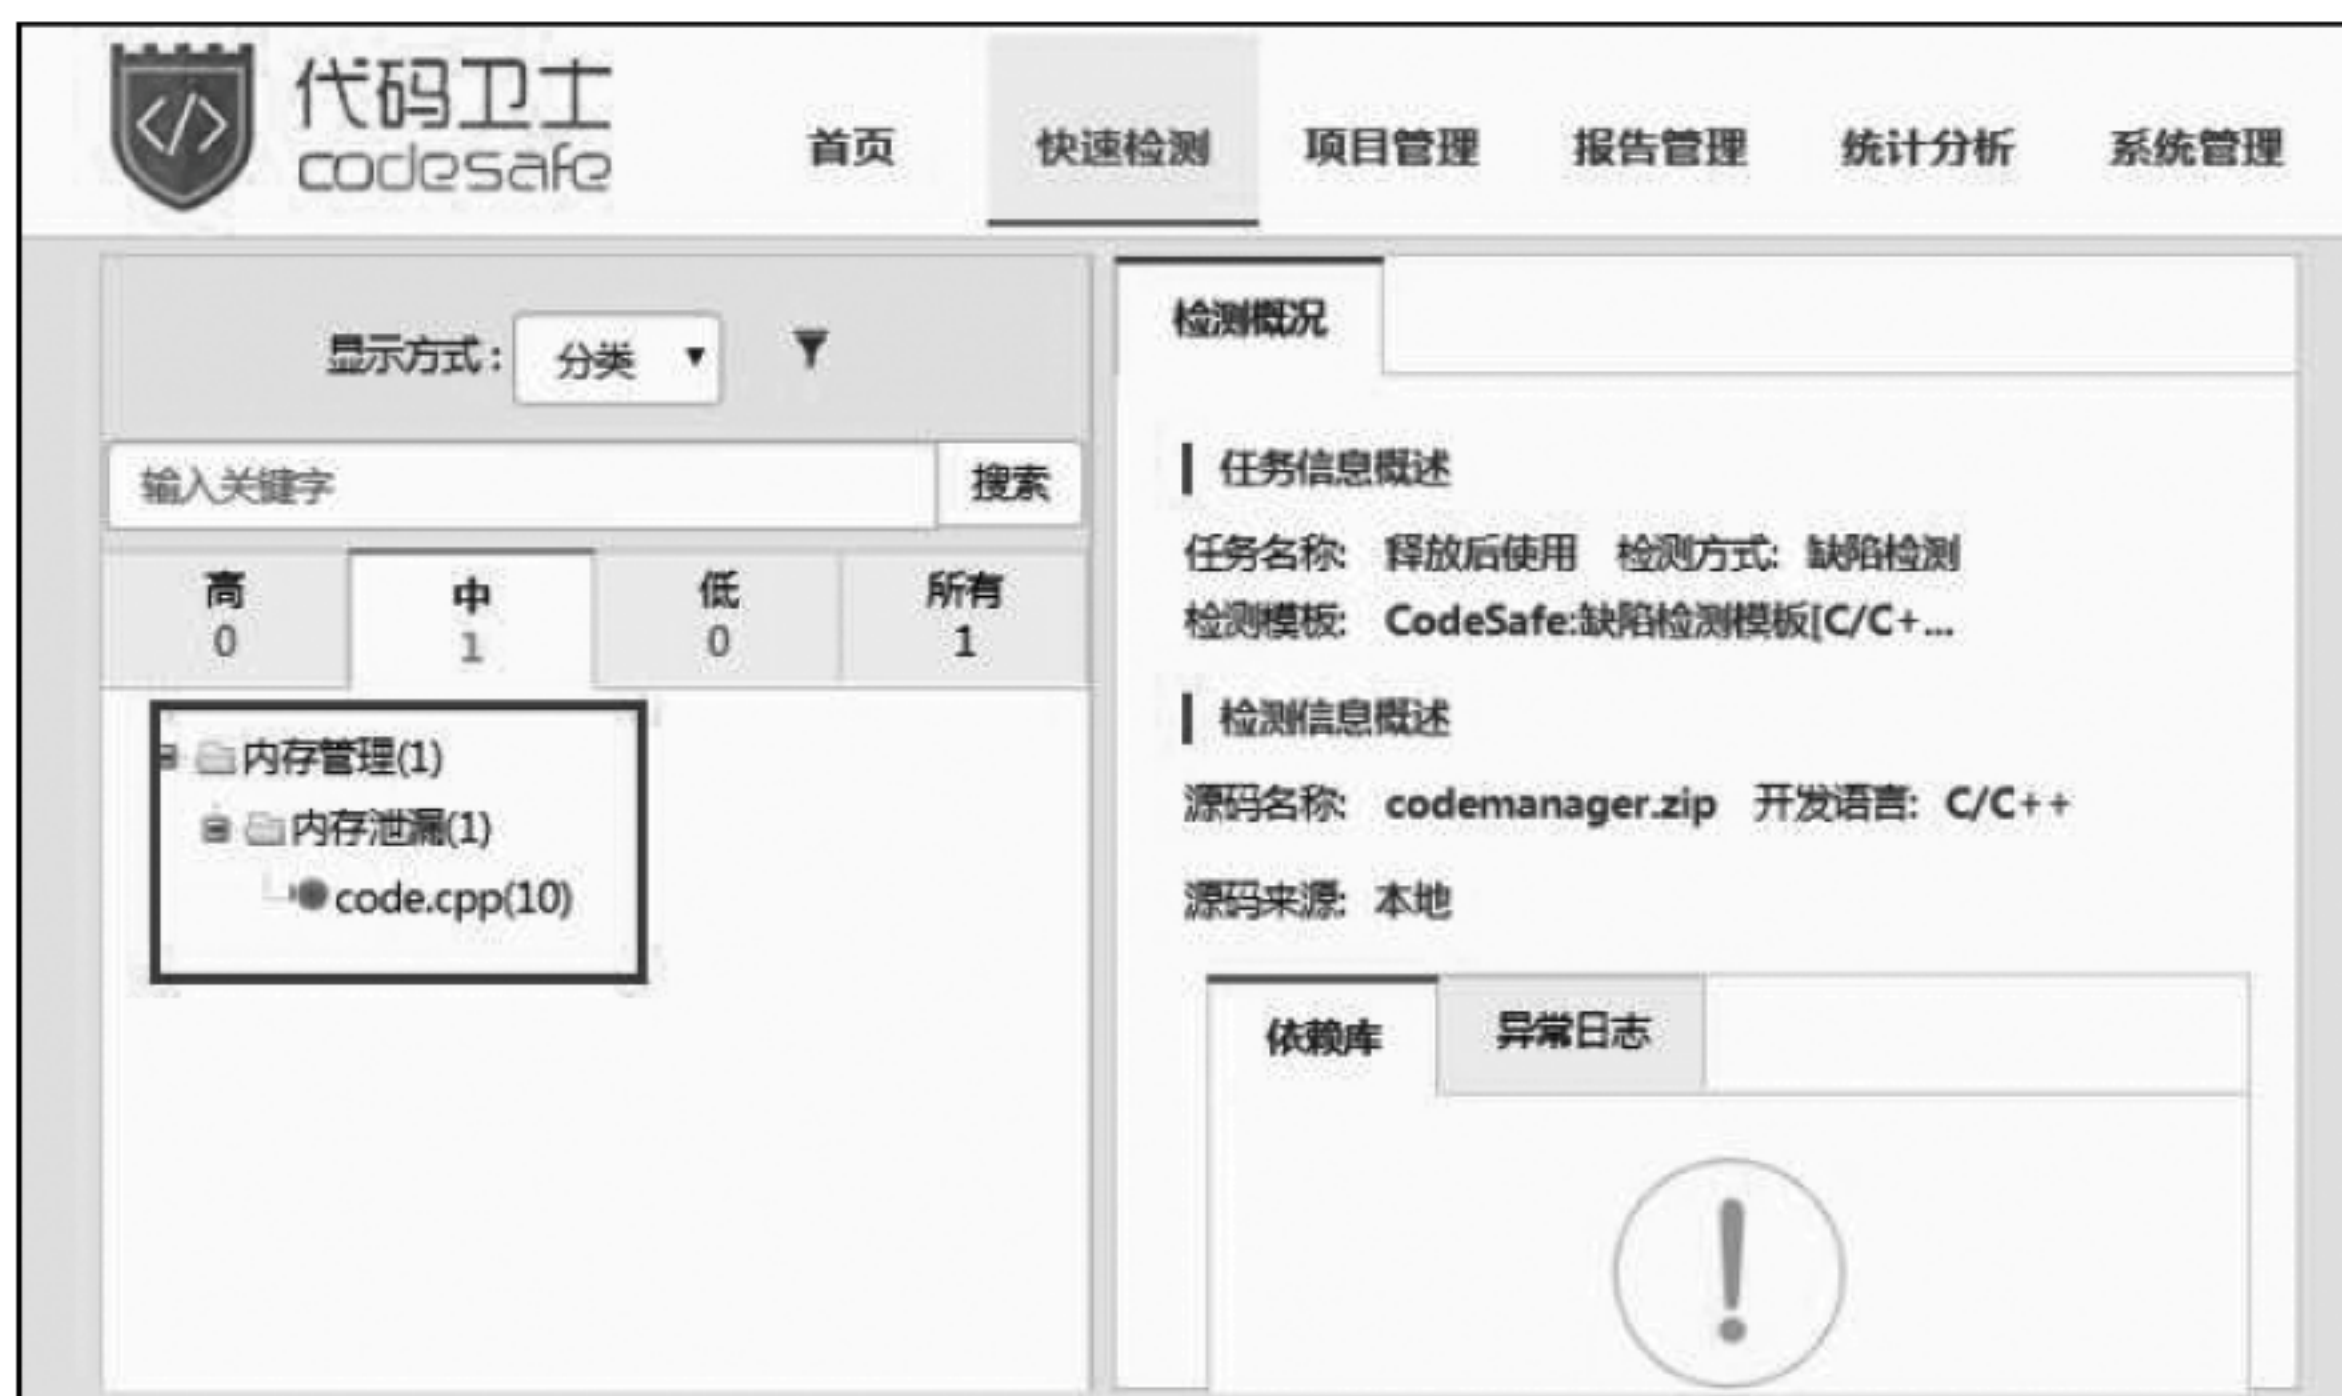 代码卫士
codesafe
首页 快速检测 项目管理 报告管理 统计分析 系统管理
显示方式: 分类
输入关键字 搜索
高 中 低 所有
0 1 0 1
内存管理(1)
内存泄漏(1)
code.cpp(10)
检测概况
任务信息概述
任务名称: 释放后使用 检测方式: 缺陷检测
检测模板: CodeSafe:缺陷检测模板[C/C+...
检测信息概述
源码名称: codemanager.zip 开发语言: C/C++
源码来源: 本地
依赖库 异常日志